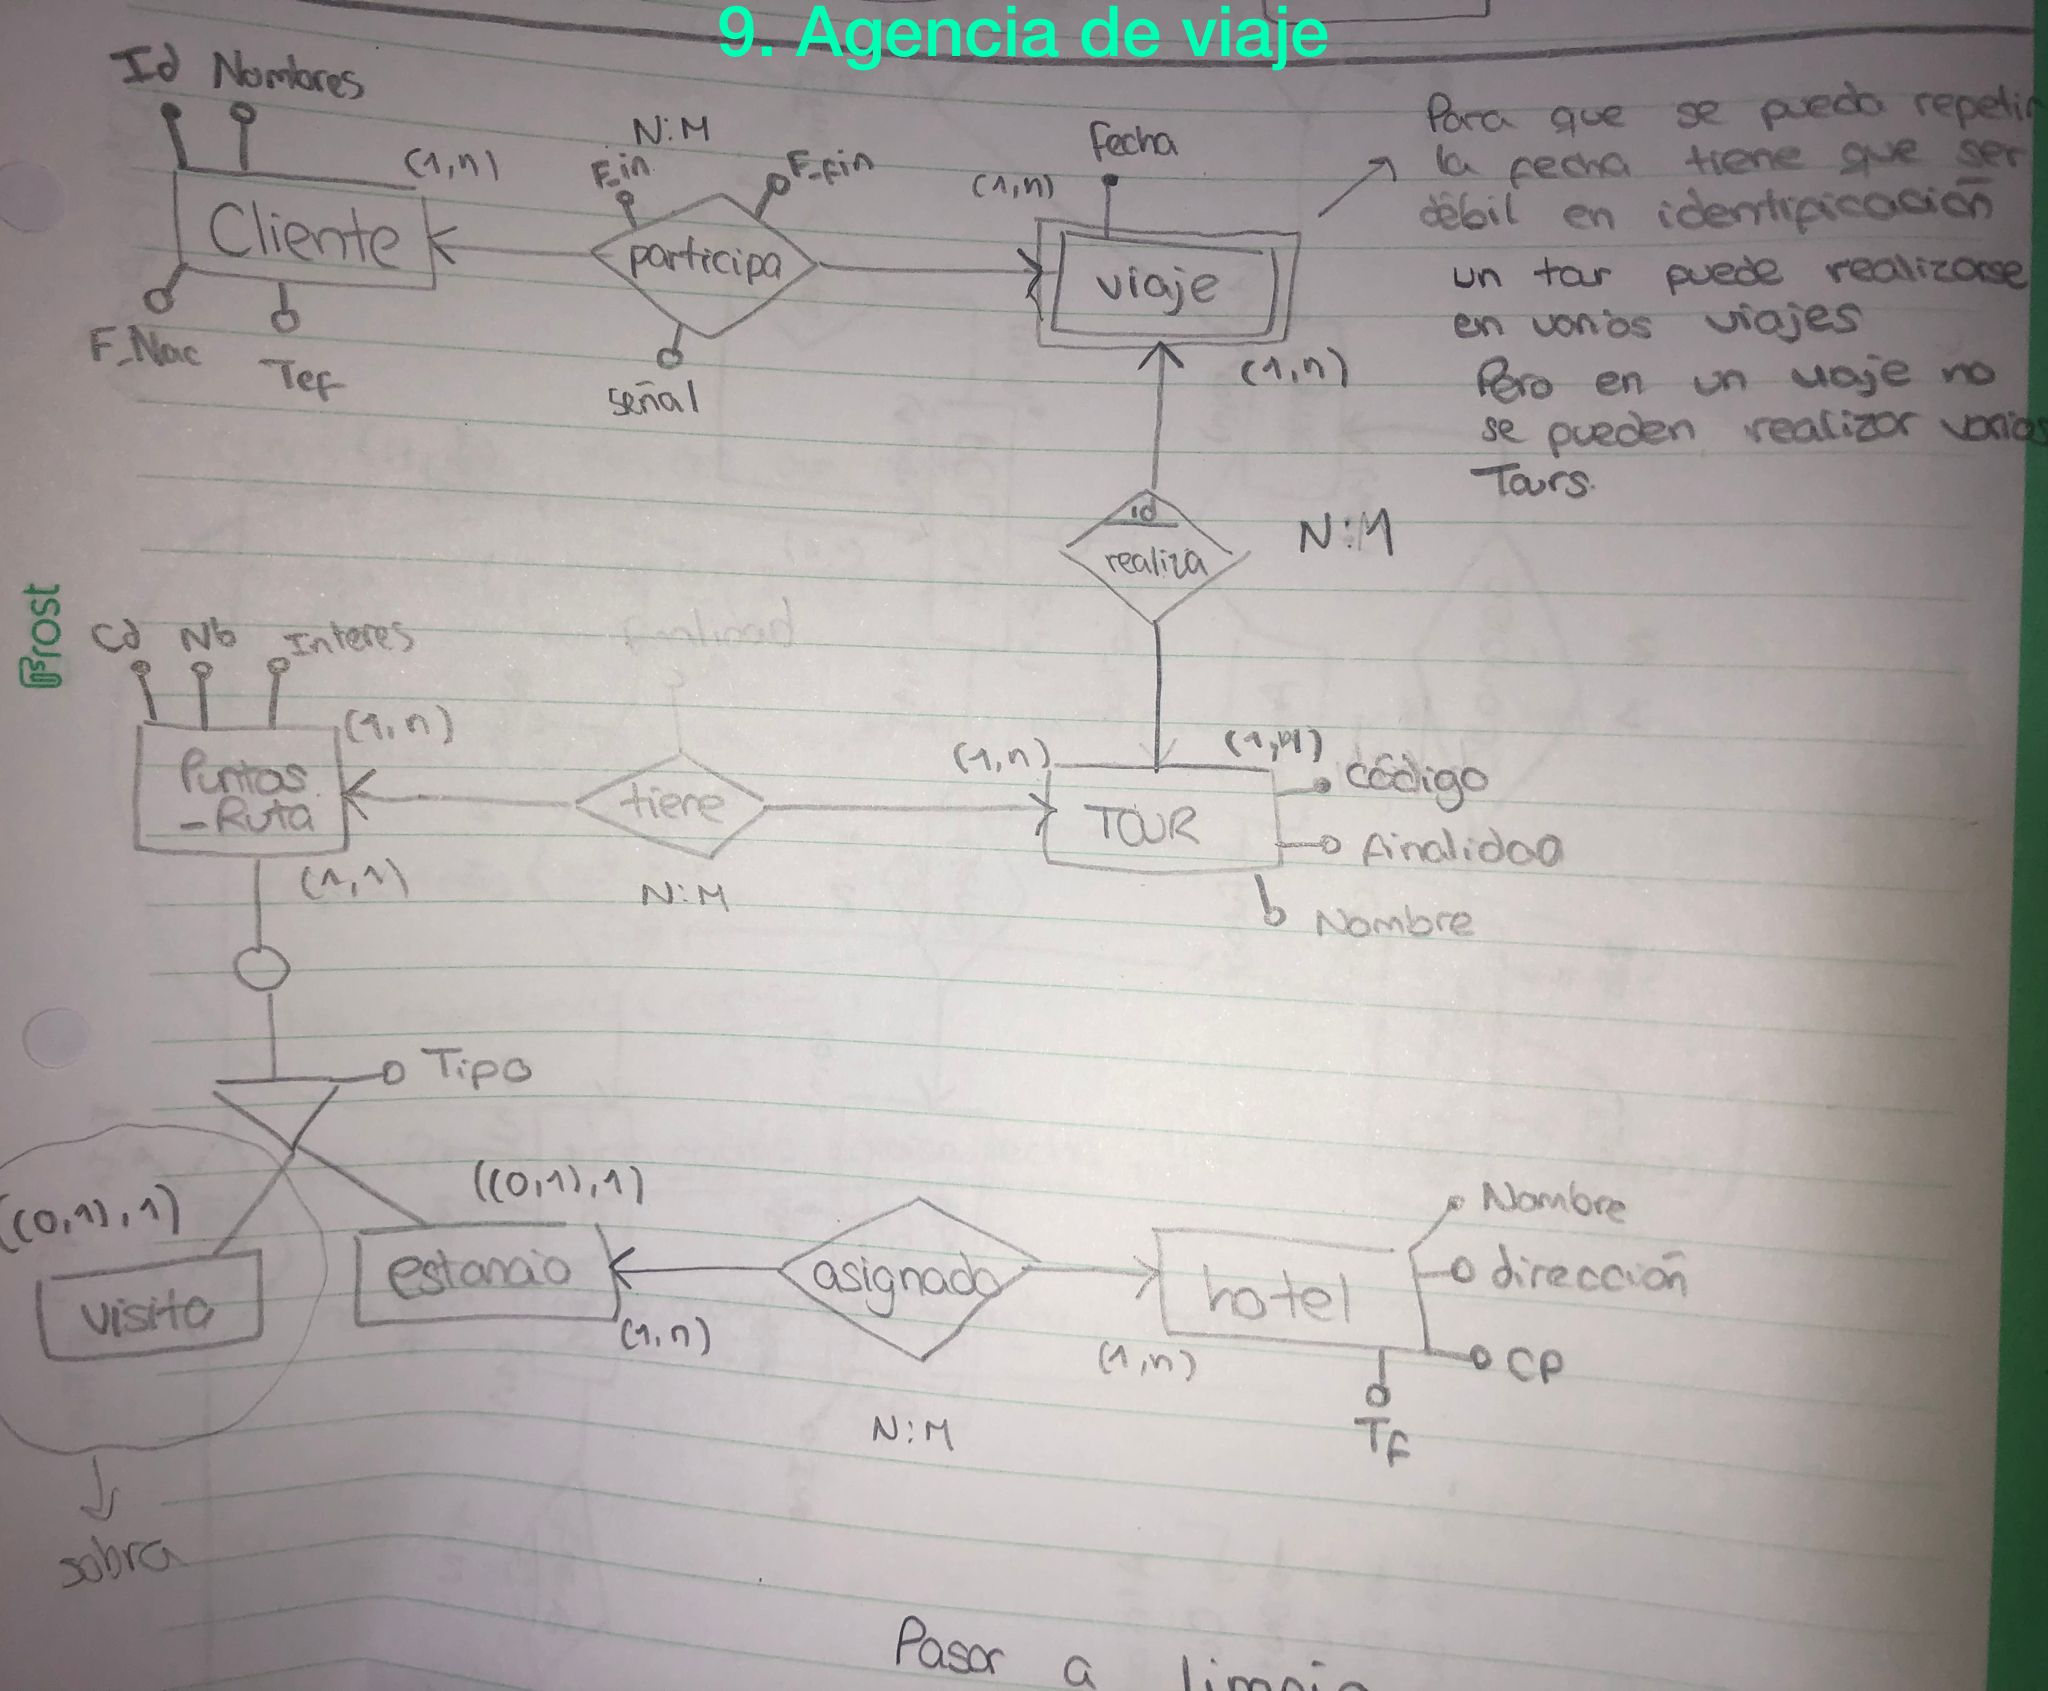 9. Agencia de viaje
Id Nombres
(1,n)
N:M
F_in
F_fin
Fecha
(1,n)
Cliente
participa
viaje
F_Nac
Tef
señal
(1,n)
Para que se pueda repetir
la fecha tiene que ser
débil en identificación
un tour puede realizarse
en varios viajes
Pero en un viaje no
se pueden realizar varios
Tours.
id
realiza
N:M
Frost
Cd Nb Interes
(1,n)
(1,n)
Puntos
-Ruta
tiene
TOUR
código
finalidad
Nombre
(1,1)
N:M
Tipo
((0,1),1)
((0,1),1)
visita
estancia
asignado
hotel
Nombre
dirección
CP
Tf
(1,n)
(1,n)
N:M
sobra
Pasar a limpio